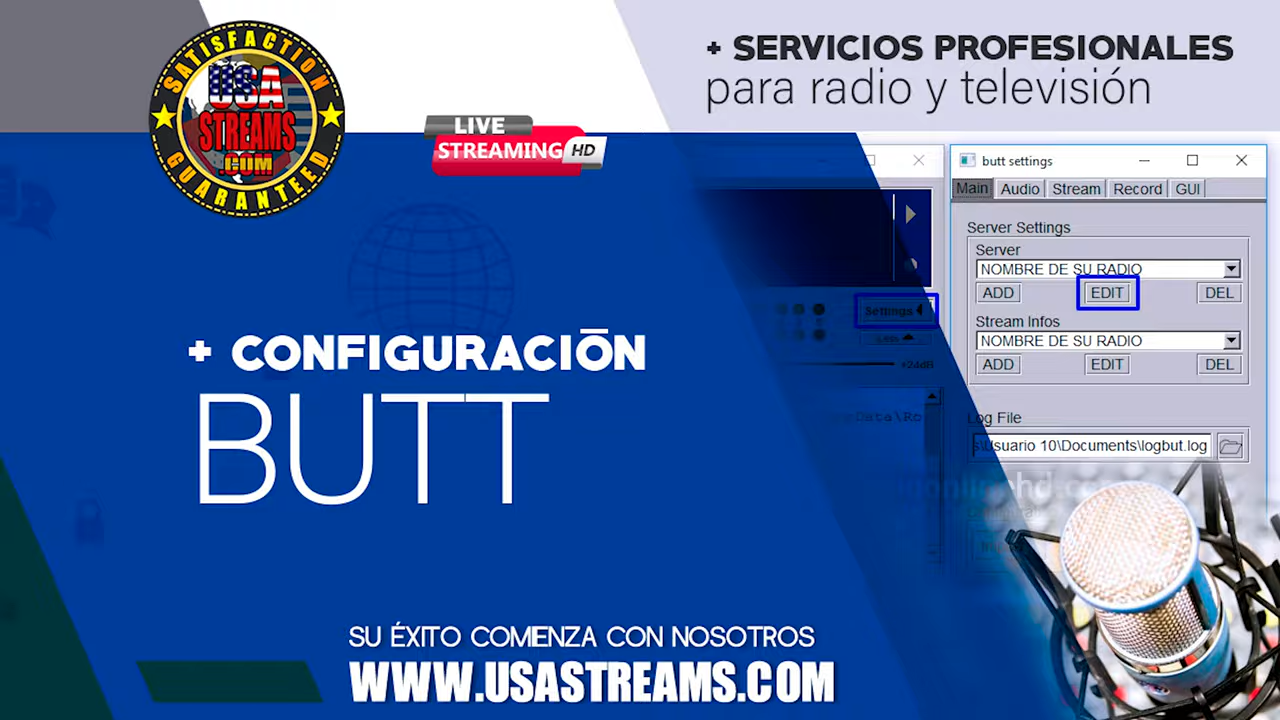 + SERVICIOS PROFESIONALES
para radio y televisión
SATISFACTION
USA
STREAMS
.COM
GUARANTEED
LIVE
STREAMING HD
butt settings
Main Audio Stream Record GUI
Server Settings
Server
NOMBRE DE SU RADIO
ADD EDIT DEL
Settings
Stream Infos
NOMBRE DE SU RADIO
ADD EDIT DEL
+24dB
Log File
s\Usuario 10\Documents\logbut.log
+ CONFIGURACIŌN
BUTT
SU ÉXITO COMIENZA CON NOSOTROS
WWW.USASTREAMS.COM